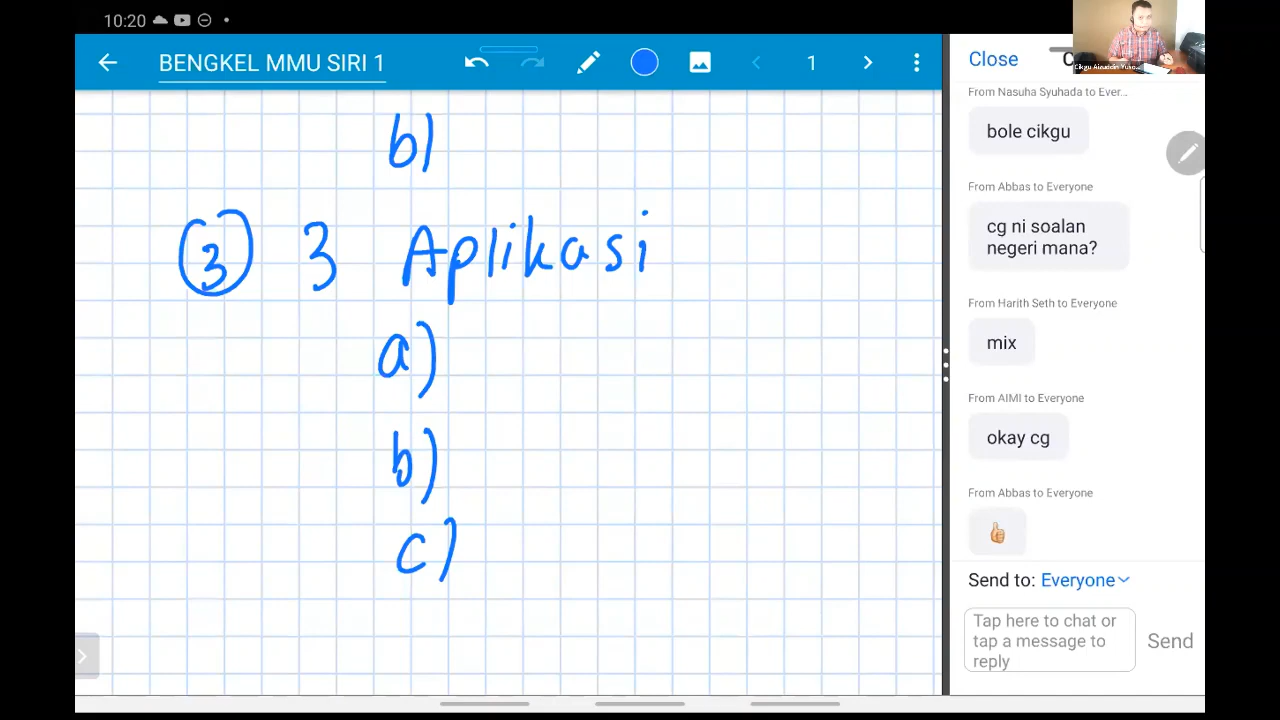 10:20
BENGKEL MMU SIRI 1
1
b)
3 3 Aplikasi
a)
b)
c)
Close
From Nasuha Syuhada to Ever...
bole cikgu
From Abbas to Everyone
cg ni soalan
negeri mana?
From Harith Seth to Everyone
mix
From AIMI to Everyone
okay cg
From Abbas to Everyone
Send to: Everyone
Tap here to chat or
tap a message to
reply
Send